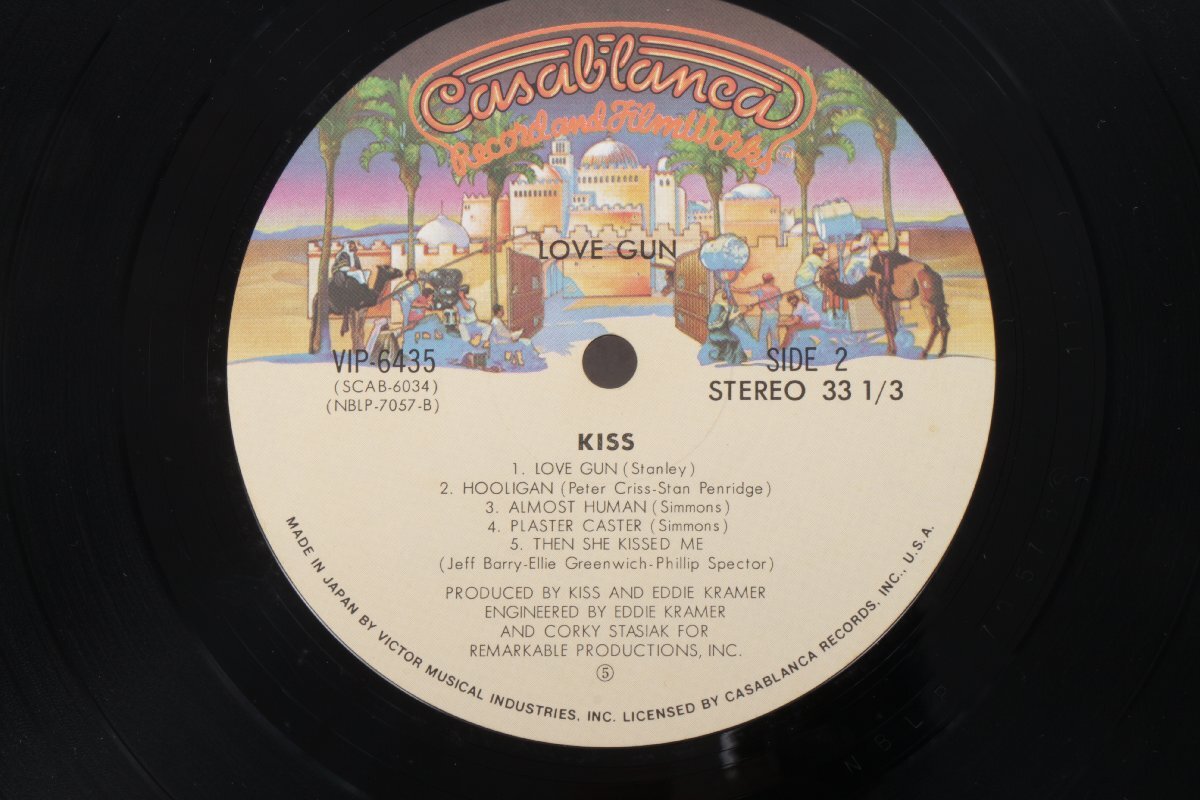 Casablanca
Record and FilmWorks
LOVE GUN
VIP-6435
(SCAB-6034)
(NBLP-7057-B)
SIDE 2
STEREO 33 1/3
KISS
1. LOVE GUN (Stanley)
2. HOOLIGAN (Peter Criss-Stan Penridge)
3. ALMOST HUMAN (Simmons)
4. PLASTER CASTER (Simmons)
5. THEN SHE KISSED ME
(Jeff Barry-Ellie Greenwich-Phillip Spector)
PRODUCED BY KISS AND EDDIE KRAMER
ENGINEERED BY EDDIE KRAMER
AND CORKY STASIAK FOR
REMARKABLE PRODUCTIONS, INC.
⑤
MADE IN JAPAN BY VICTOR MUSICAL INDUSTRIES, INC. LICENSED BY CASABLANCA RECORDS, INC., U.S.A.